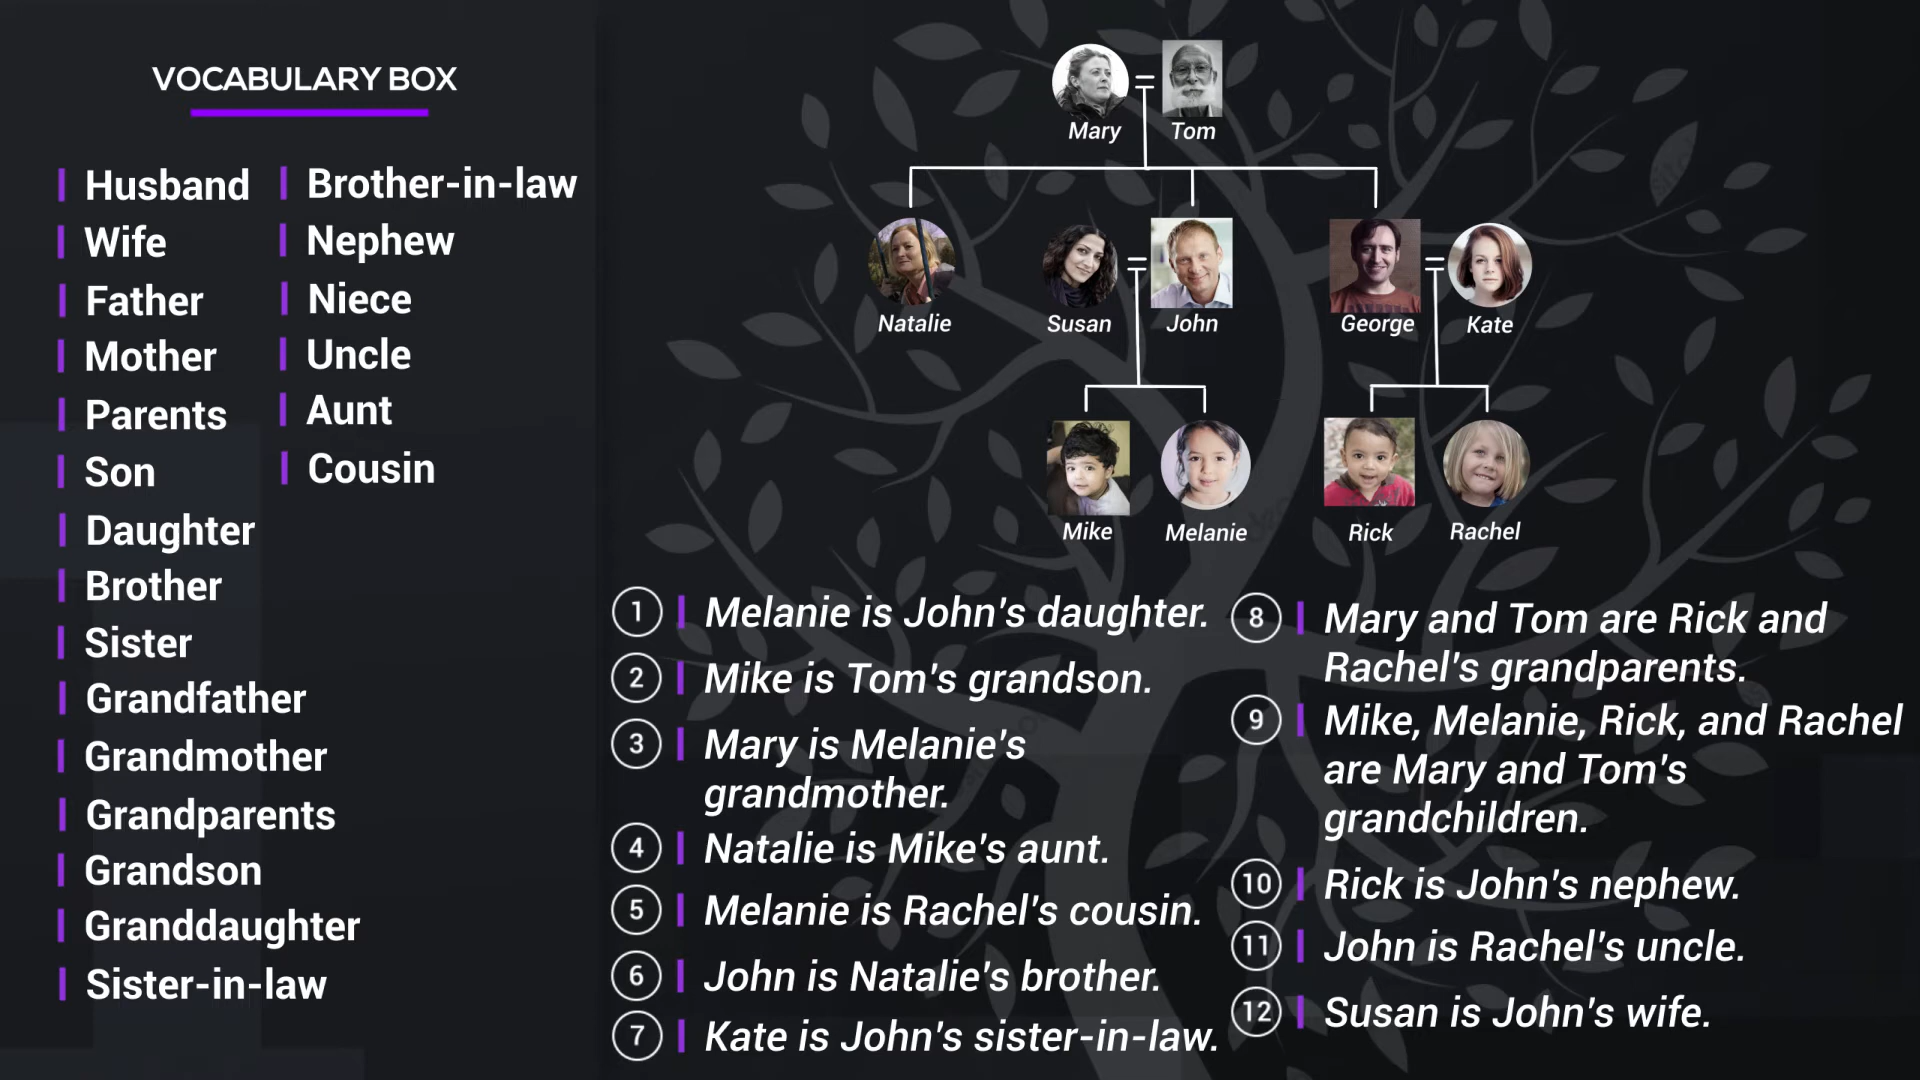 VOCABULARY BOX
Husband
Wife
Father
Mother
Parents
Son
Daughter
Brother
Sister
Grandfather
Grandmother
Grandparents
Grandson
Granddaughter
Sister-in-law
Brother-in-law
Nephew
Niece
Uncle
Aunt
Cousin
Mary Tom
Natalie Susan John George Kate
Mike Melanie Rick Rachel
1 Melanie is John's daughter.
2 Mike is Tom's grandson.
3 Mary is Melanie's
grandmother.
4 Natalie is Mike's aunt.
5 Melanie is Rachel's cousin.
6 John is Natalie's brother.
7 Kate is John's sister-in-law.
8 Mary and Tom are Rick and
Rachel's grandparents.
9 Mike, Melanie, Rick, and Rachel
are Mary and Tom's
grandchildren.
10 Rick is John's nephew.
11 John is Rachel's uncle.
12 Susan is John's wife.